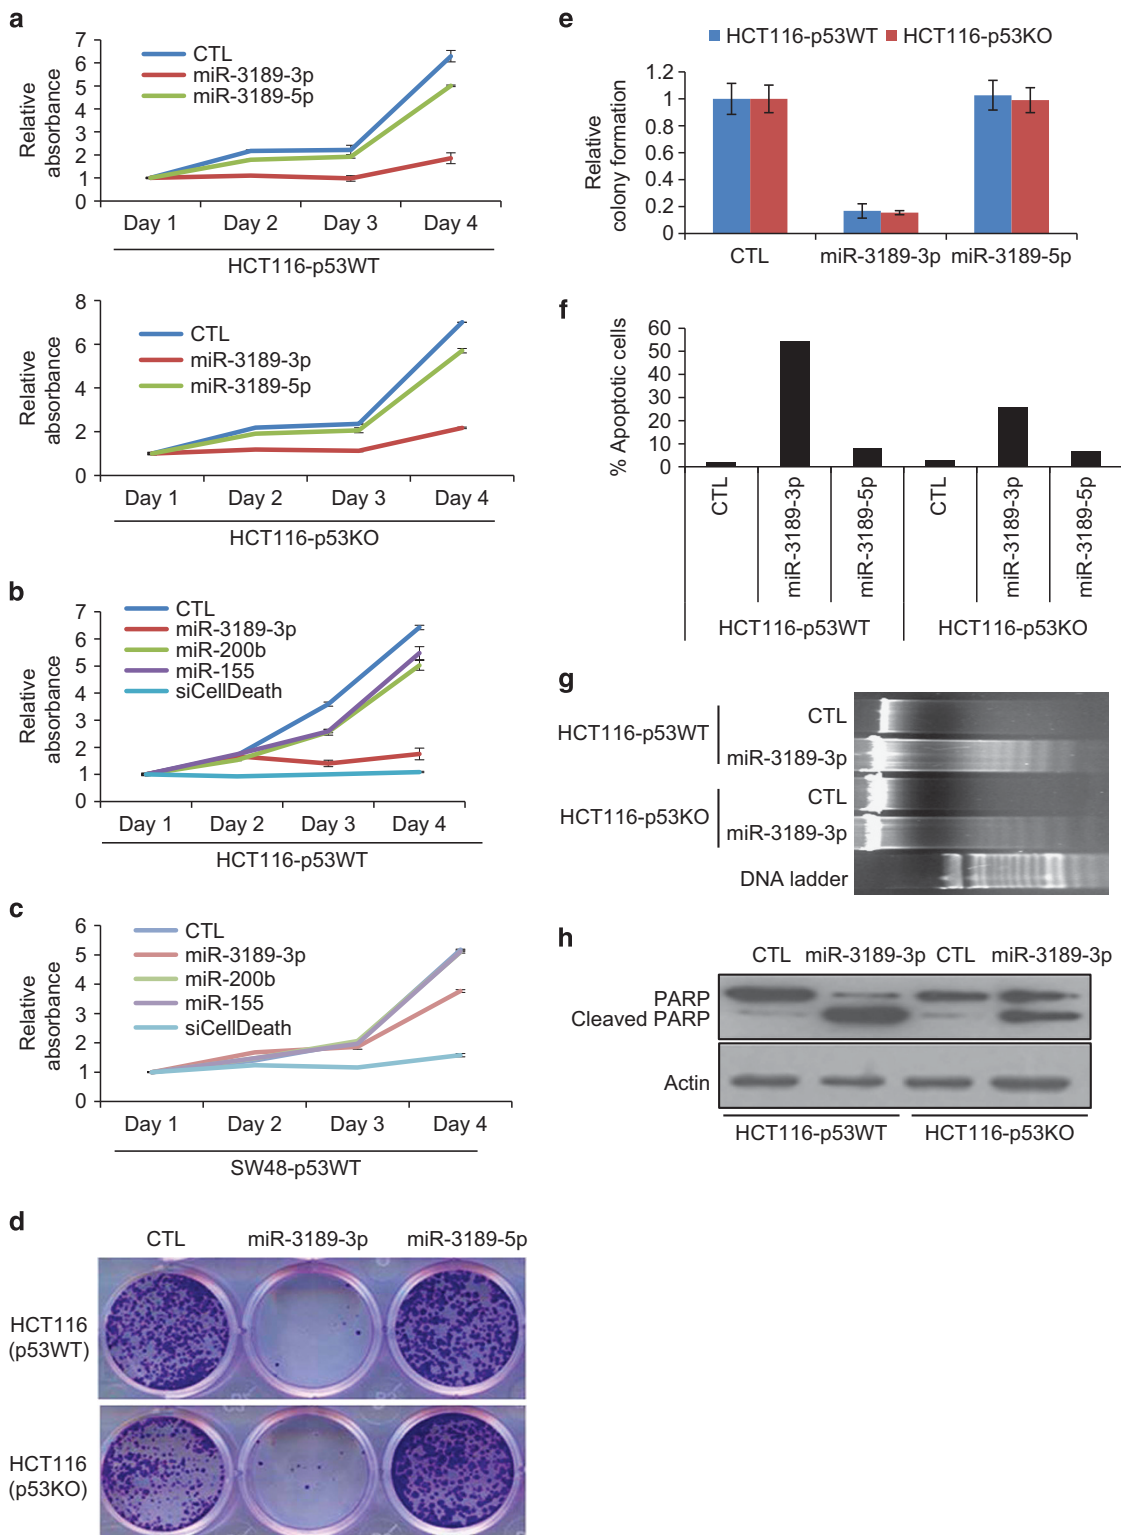 a
7
6
5
4
3
2
1
0
Relative
absorbance
CTL
miR-3189-3p
miR-3189-5p
Day 1 Day 2 Day 3 Day 4
HCT116-p53WT
8
6
4
2
0
Relative
absorbance
CTL
miR-3189-3p
miR-3189-5p
Day 1 Day 2 Day 3 Day 4
HCT116-p53KO
b
7
6
5
4
3
2
1
0
Relative
absorbance
CTL
miR-3189-3p
miR-200b
miR-155
siCellDeath
Day 1 Day 2 Day 3 Day 4
HCT116-p53WT
c
6
5
4
3
2
1
0
Relative
absorbance
CTL
miR-3189-3p
miR-200b
miR-155
siCellDeath
Day 1 Day 2 Day 3 Day 4
SW48-p53WT
d
CTL miR-3189-3p miR-3189-5p
HCT116
(p53WT)
HCT116
(p53KO)
e
HCT116-p53WT HCT116-p53KO
1.2
1
0.8
0.6
0.4
0.2
0
Relative
colony formation
CTL miR-3189-3p miR-3189-5p
f
60
50
40
30
20
10
0
% Apoptotic cells
CTL
miR-3189-3p
miR-3189-5p
CTL
miR-3189-3p
miR-3189-5p
HCT116-p53WT HCT116-p53KO
g
HCT116-p53WT
CTL
miR-3189-3p
HCT116-p53KO
CTL
miR-3189-3p
DNA ladder
h
CTL miR-3189-3p CTL miR-3189-3p
PARP
Cleaved PARP
Actin
HCT116-p53WT HCT116-p53KO